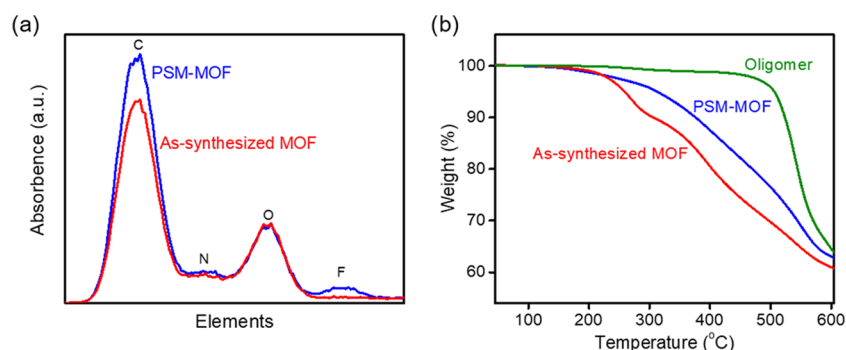 (a)
C
PSM-MOF
As-synthesized MOF
O
N
F
Absorbence (a.u.)
Elements
(b)
100
90
80
70
60
Weight (%)
Oligomer
PSM-MOF
As-synthesized MOF
0
100
200
300
400
500
600
Temperature (°C)